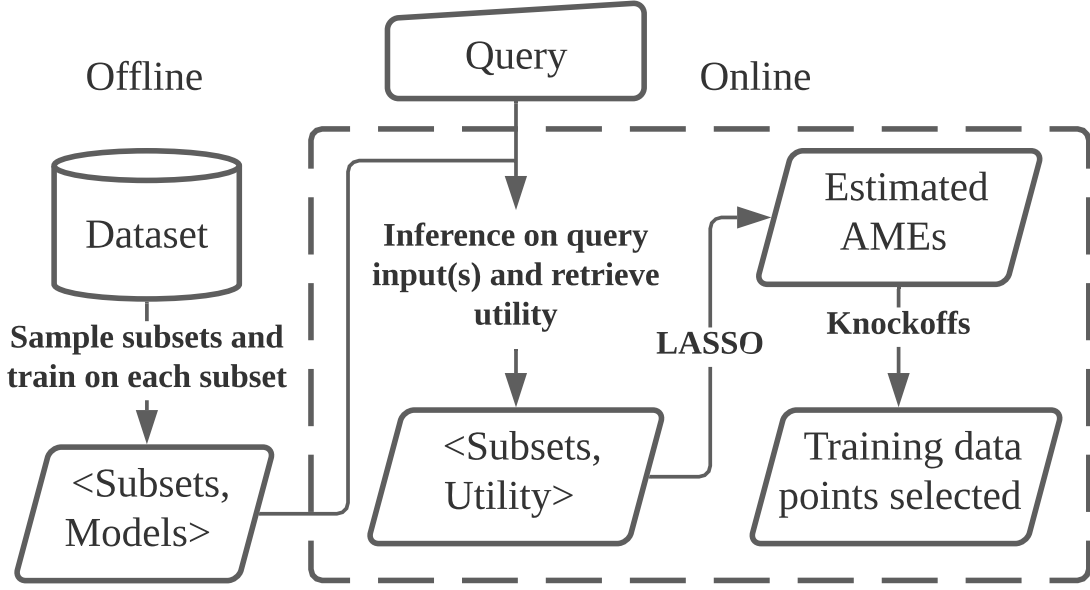 Offline
Query
Online
Dataset
Sample subsets and
train on each subset
<Subsets,
Models>
Inference on query
input(s) and retrieve
utility
<Subsets,
Utility>
LASSO
Estimated
AMEs
Knockoffs
Training data
points selected